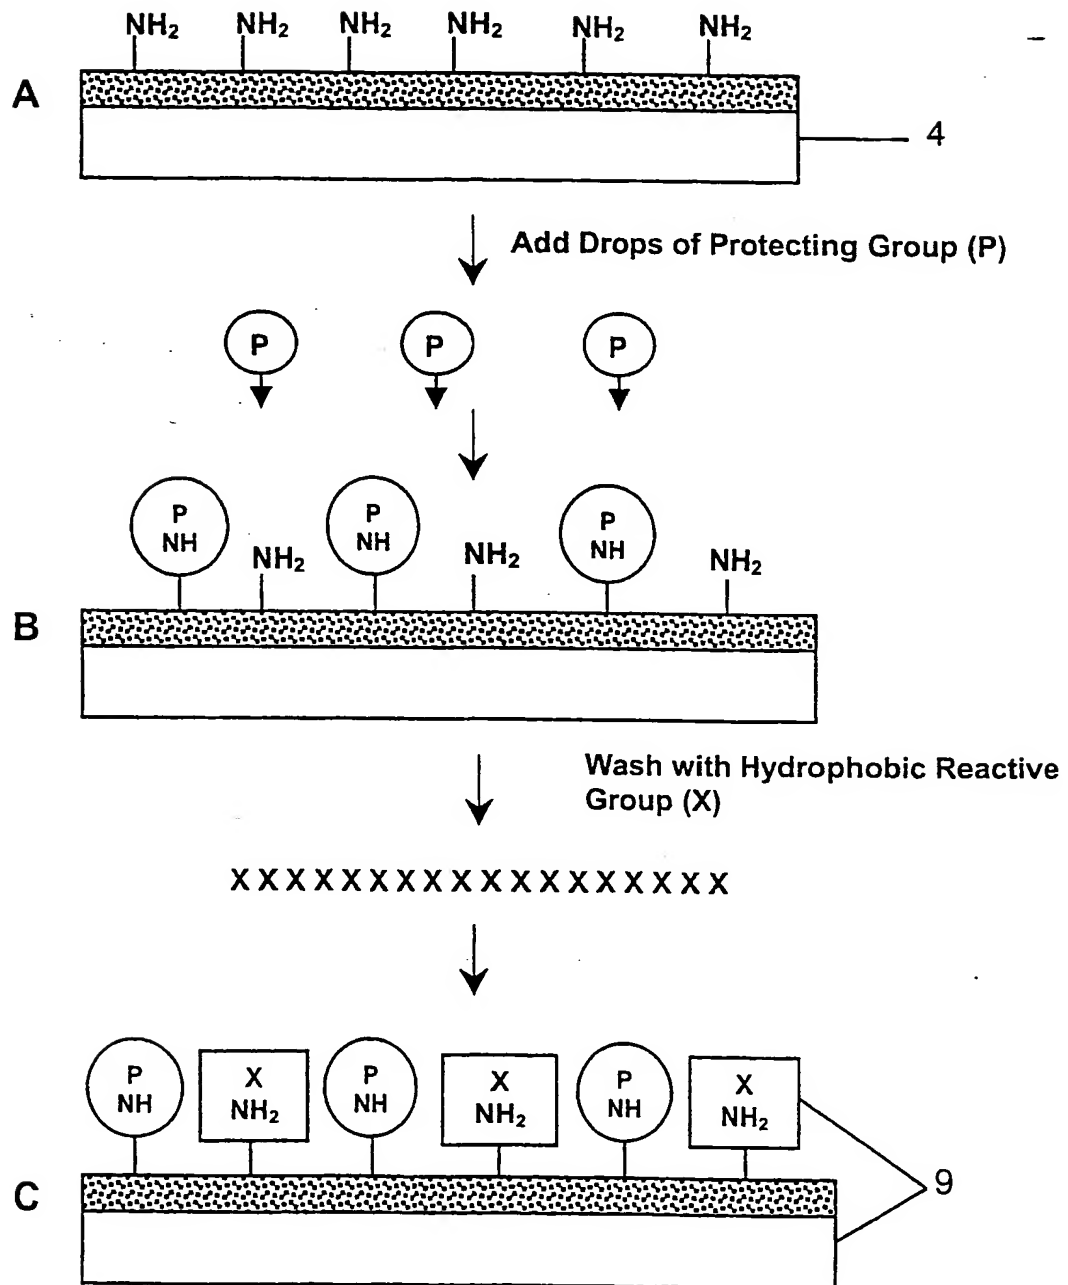 NH₂ NH₂ NH₂ NH₂ NH₂ NH₂
A
4
Add Drops of Protecting Group (P)
P P P
P P P
NH NH₂ NH NH₂ NH NH₂
B
Wash with Hydrophobic Reactive
Group (X)
X X X X X X X X X X X X X X X X X X
P X P X P X
NH NH₂ NH NH₂ NH NH₂
C
9